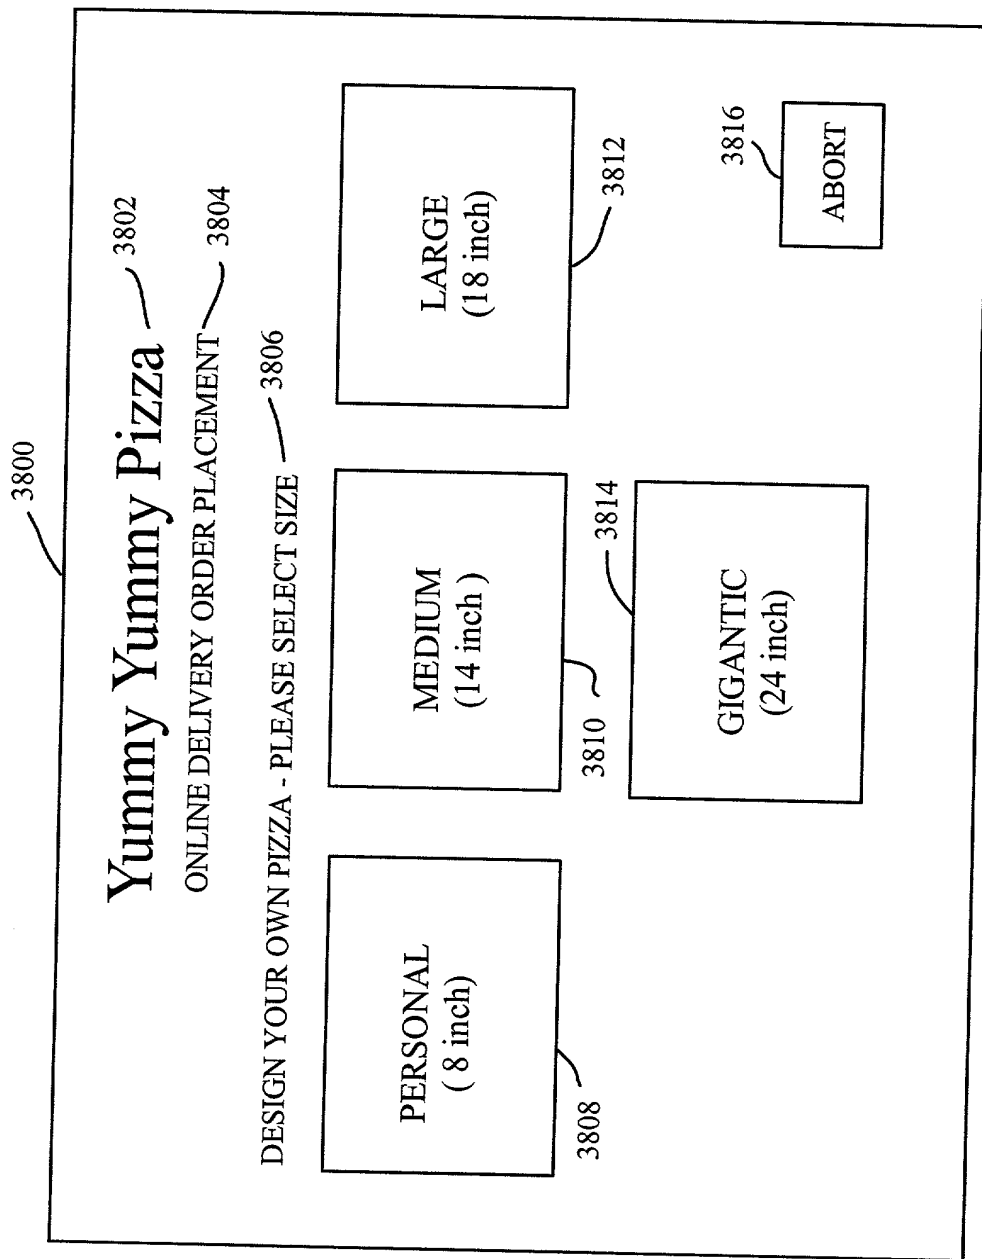 3800
Yummy Yummy Pizza
3802
ONLINE DELIVERY ORDER PLACEMENT
3804
DESIGN YOUR OWN PIZZA - PLEASE SELECT SIZE
3806
PERSONAL
( 8 inch)
3808
MEDIUM
(14 inch )
3810
LARGE
(18 inch)
3812
GIGANTIC
(24 inch)
3814
ABORT
3816